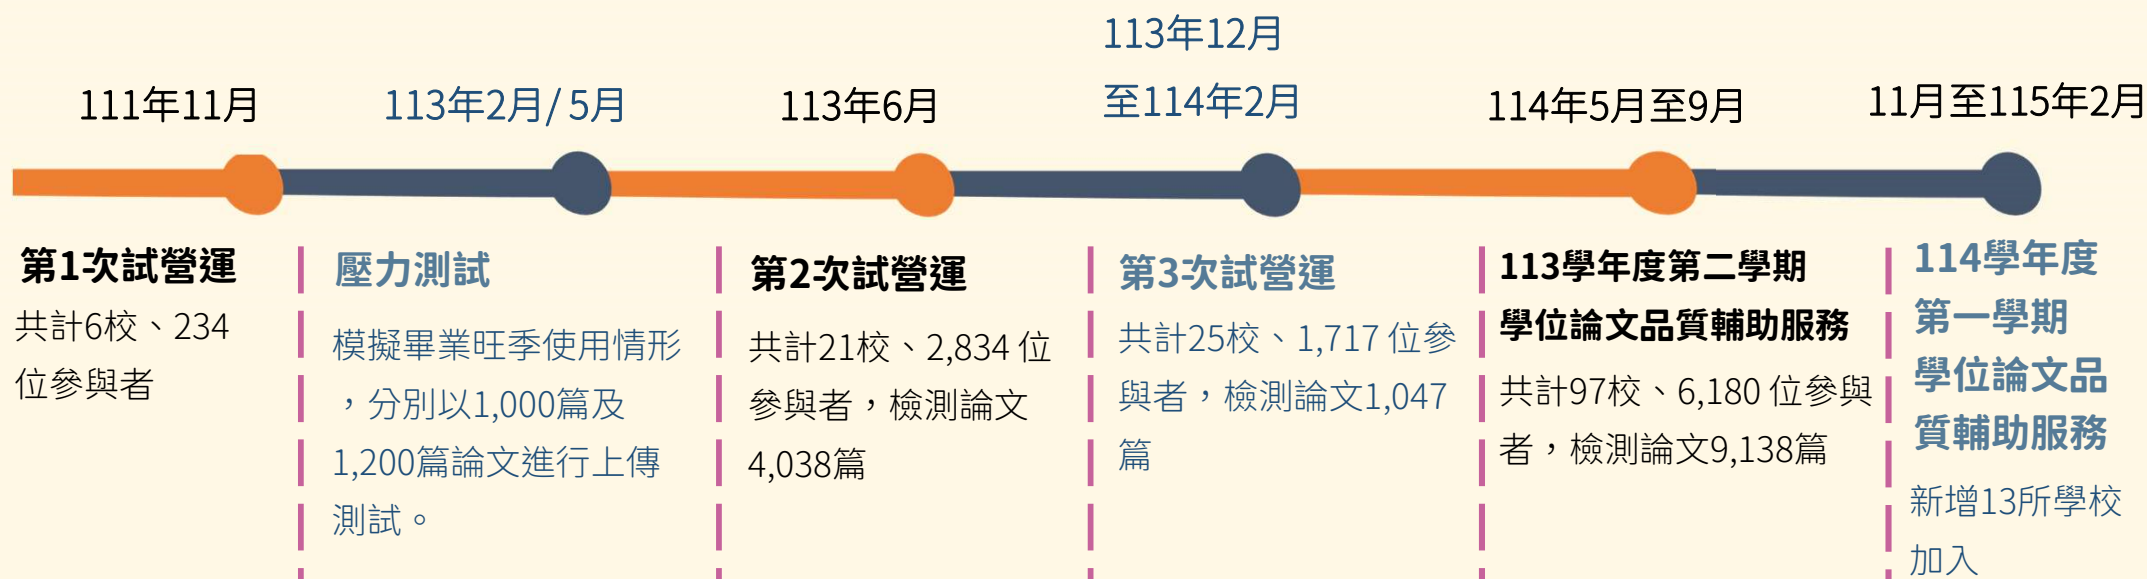 111年11月
第1次試營運
共計6校、234
位參與者
113年2月/ 5月
壓力測試
模擬畢業旺季使用情形
，分別以1,000篇及
1,200篇論文進行上傳
測試。
113年6月
第2次試營運
共計21校、2,834 位
參與者，檢測論文
4,038篇
113年12月
至114年2月
第3次試營運
共計25校、1,717 位參
與者，檢測論文1,047
篇
114年5月至9月
113學年度第二學期
學位論文品質輔助服務
共計97校、6,180 位參與
者，檢測論文9,138篇
11月至115年2月
114學年度
第一學期
學位論文品
質輔助服務
新增13所學校
加入